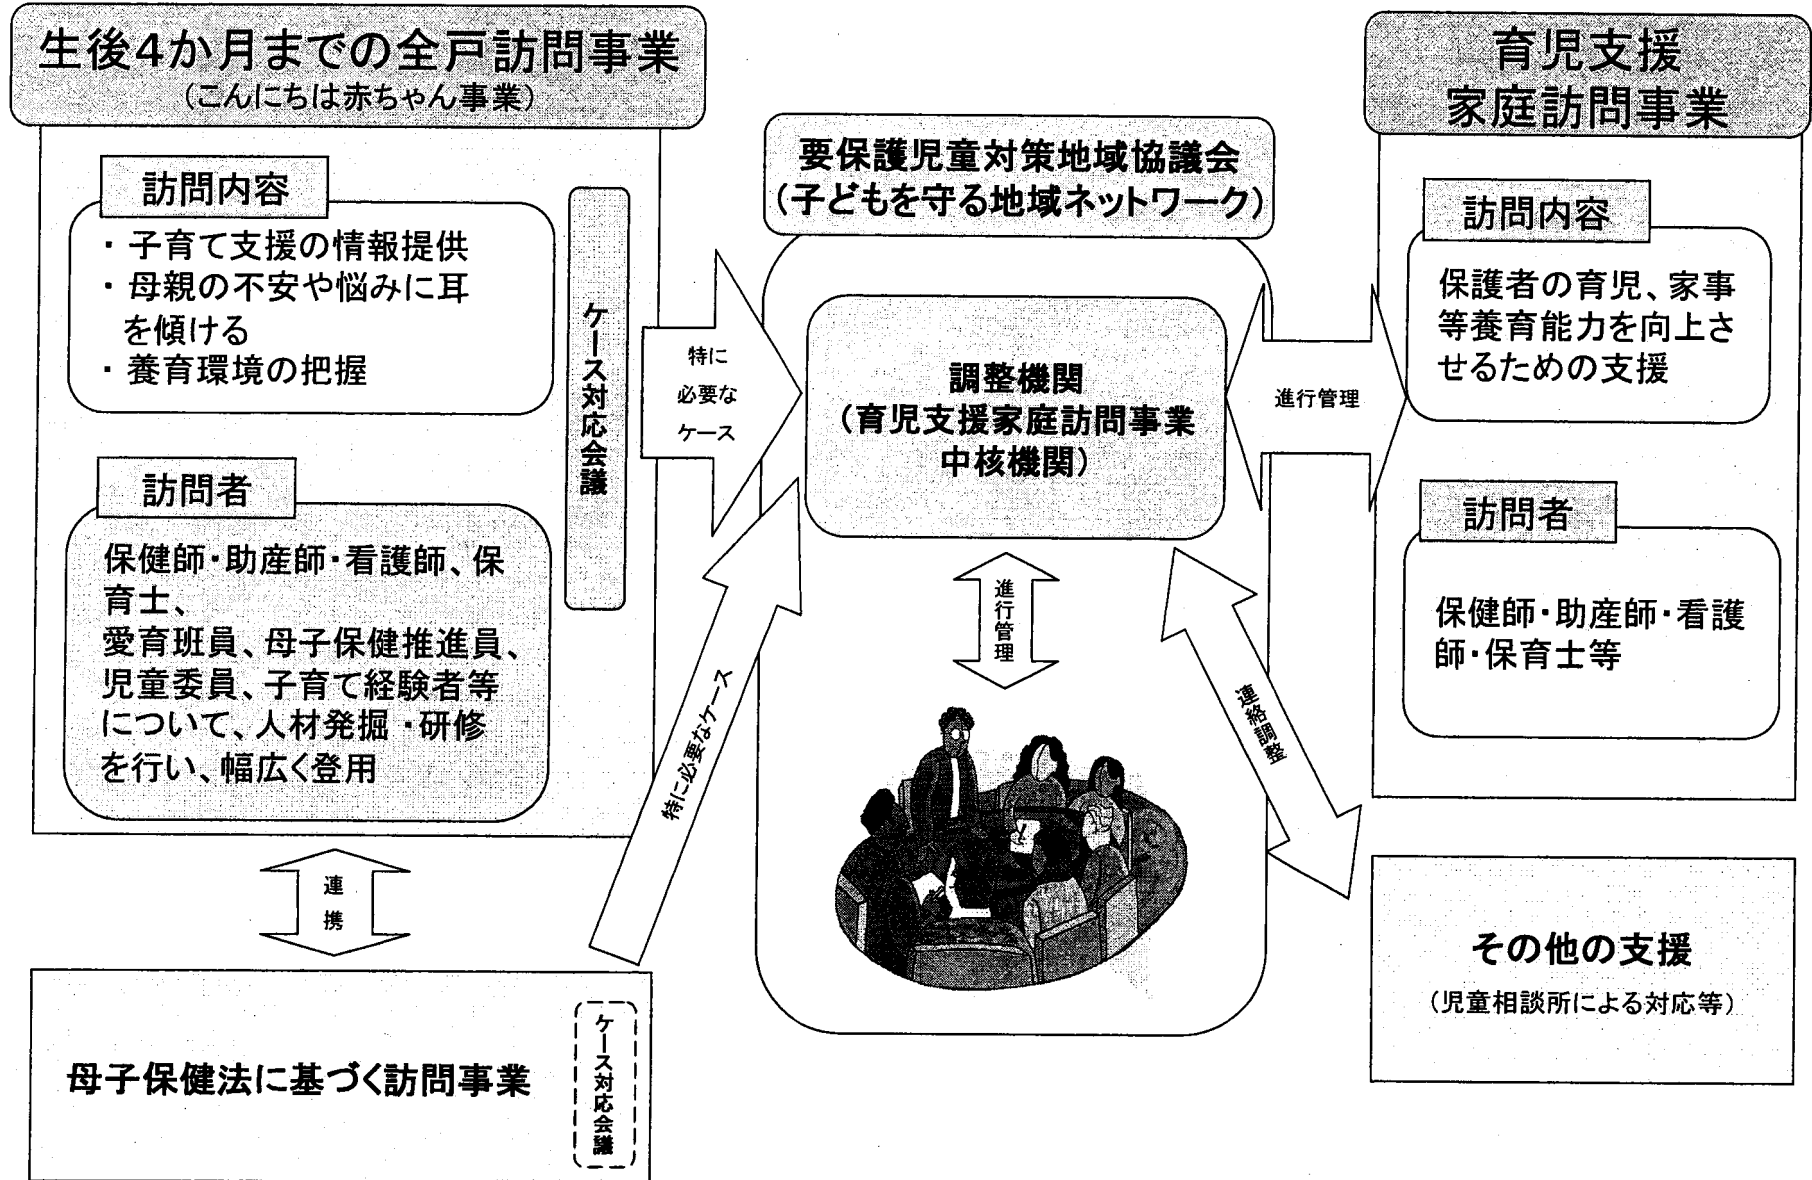 生後4か月までの全戸訪問事業
(こんにちは赤ちゃん事業)
訪問内容
・子育て支援の情報提供
・母親の不安や悩みに耳
を傾ける
・養育環境の把握
訪問者
保健師・助産師・看護師、保
育士、
愛育班員、母子保健推進員、
児童委員、子育て経験者等
について、人材発掘・研修
を行い、幅広く登用
ケース対応会議
連
携
母子保健法に基づく訪問事業
ケース対応会議
特に
必要な
ケース
特に必要なケース
要保護児童対策地域協議会
(子どもを守る地域ネットワーク)
調整機関
(育児支援家庭訪問事業
中核機関)
進行管理
進行管理
連絡調整
育児支援
家庭訪問事業
訪問内容
保護者の育児、家事
等養育能力を向上さ
せるための支援
訪問者
保健師・助産師・看護
師・保育士等
その他の支援
(児童相談所による対応等)